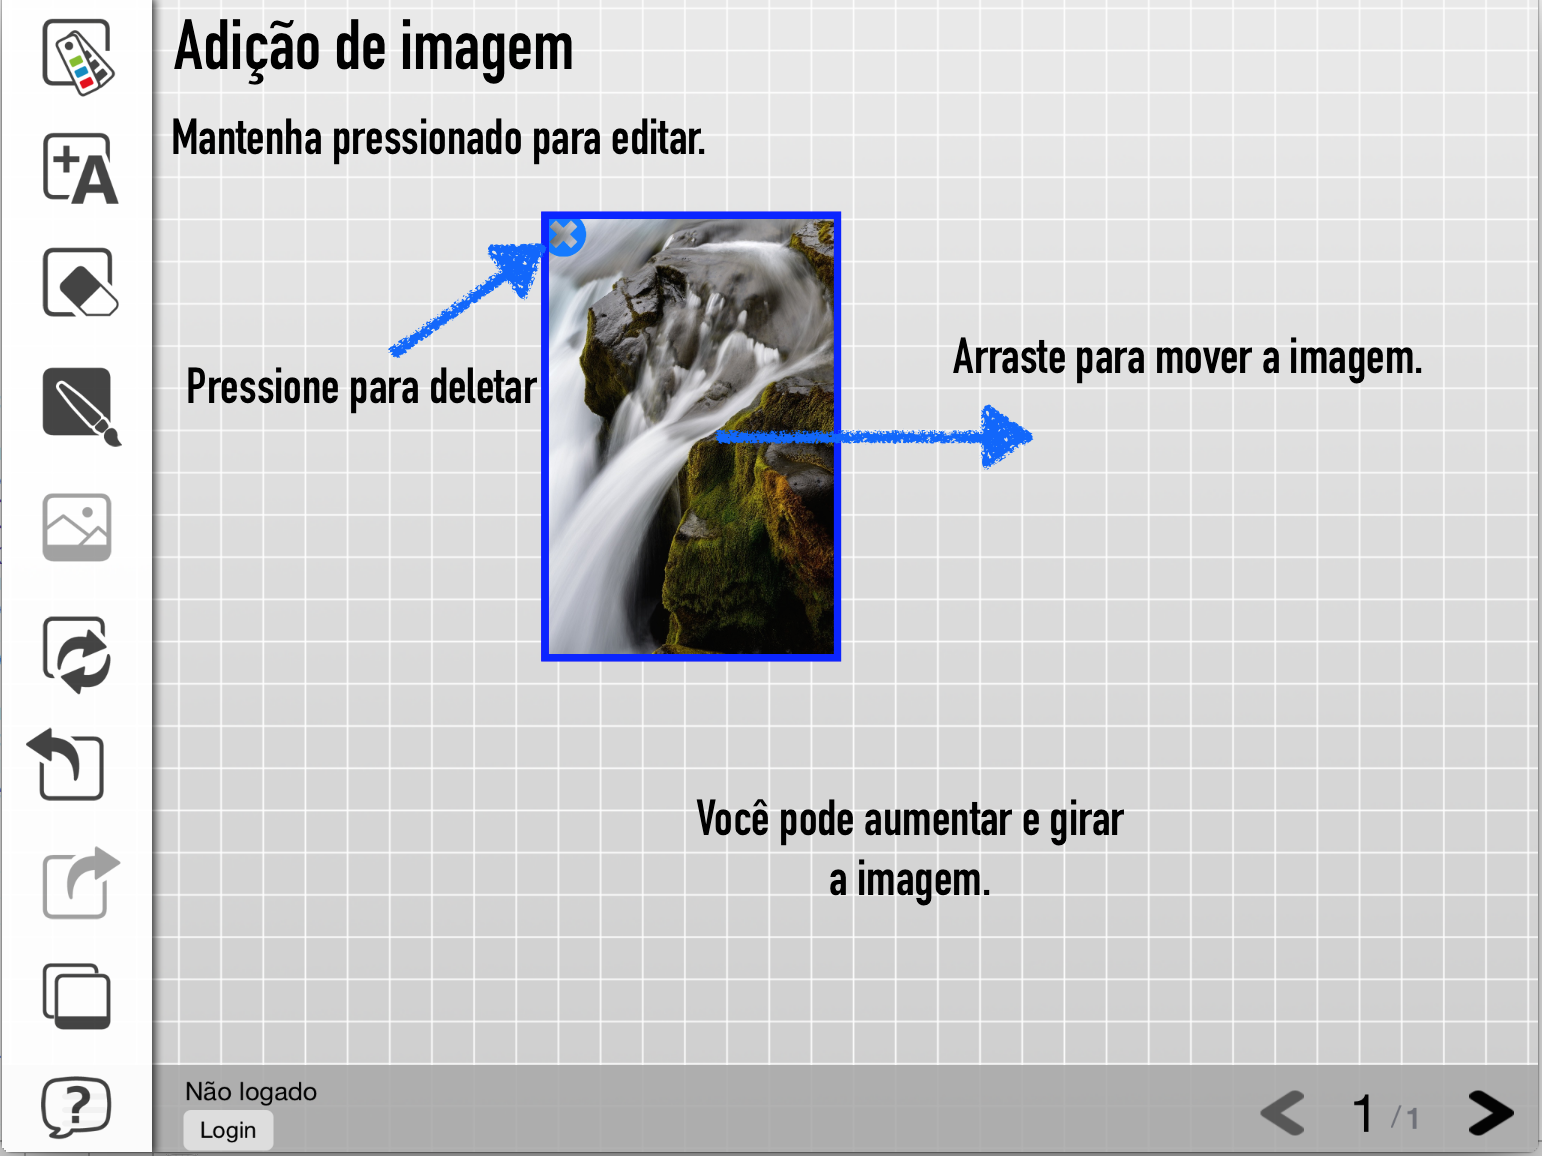 Adição de imagem
Mantenha pressionado para editar.
Pressione para deletar
Arraste para mover a imagem.
Você pode aumentar e girar
a imagem.
+A
?
Não logado
Login
1 /1